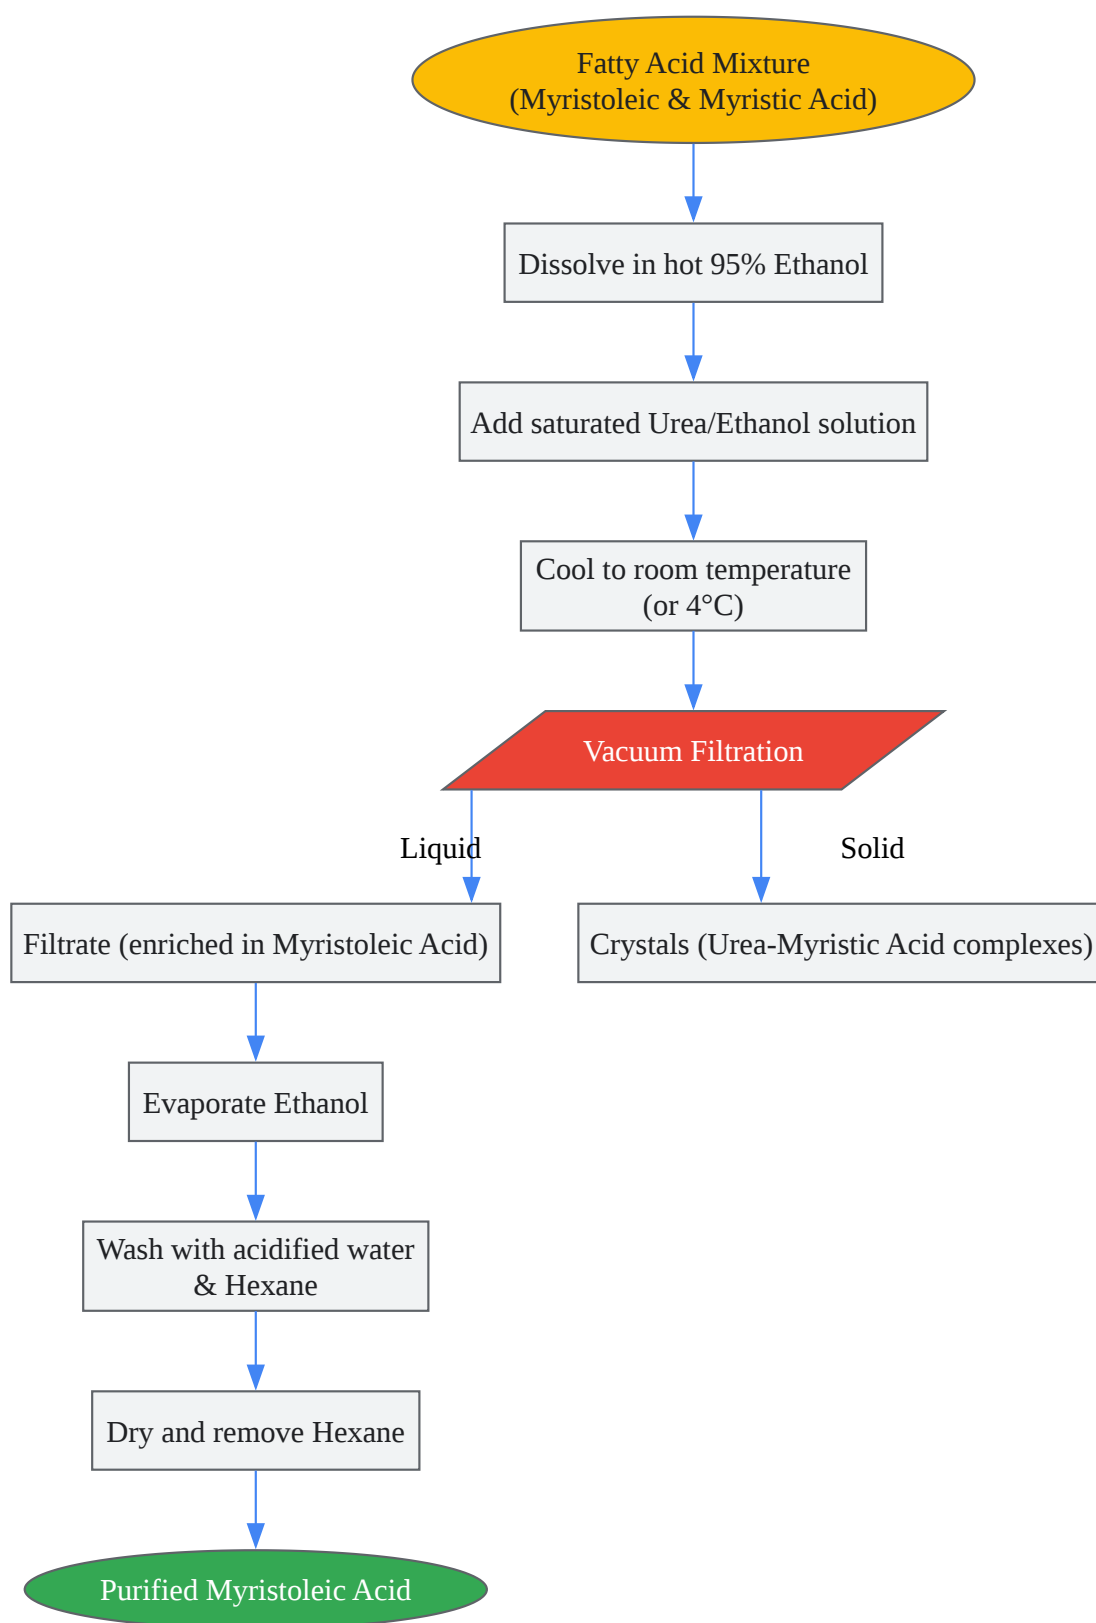 Fatty Acid Mixture
(Myristoleic & Myristic Acid)
Dissolve in hot 95% Ethanol
Add saturated Urea/Ethanol solution
Cool to room temperature
(or 4°C)
Vacuum Filtration
Liquid
Solid
Filtrate (enriched in Myristoleic Acid)
Crystals (Urea-Myristic Acid complexes)
Evaporate Ethanol
Wash with acidified water
& Hexane
Dry and remove Hexane
Purified Myristoleic Acid